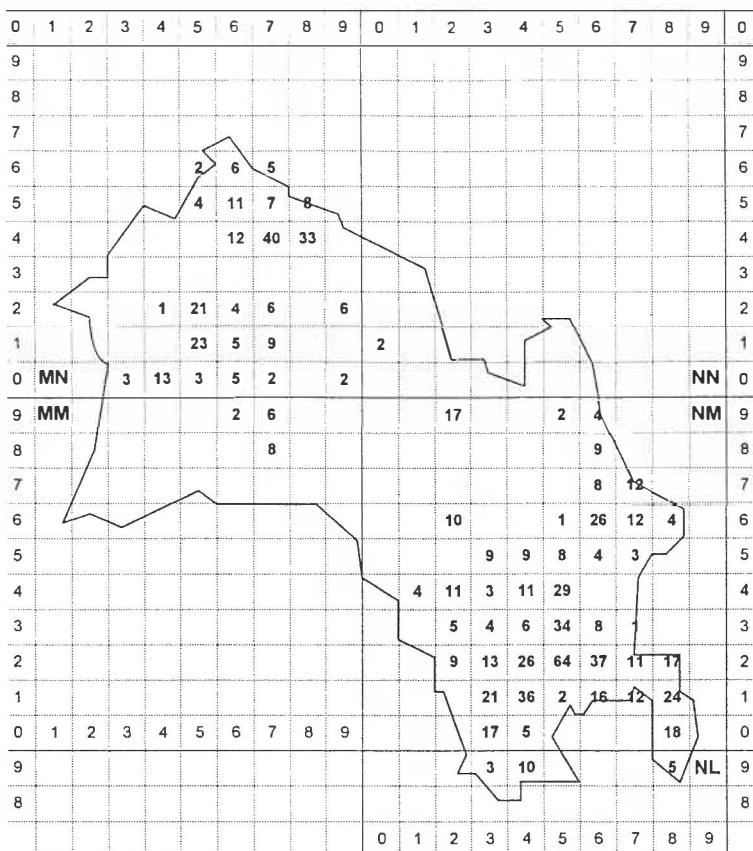 0 1 2 3 4 5 6 7 8 9 0 1 2 3 4 5 6 7 8 9 0
9 9
8 8
7 7
6 2 6 5 6
5 4 11 7 8 5
4 12 40 33 4
3 3
2 1 21 4 6 6 2
1 23 5 9 2 1
0 MN 3 13 3 5 2 2 NN 0
9 MM 2 6 17 2 4 NM 9
8 8 9 8
7 8 12 7
6 10 1 26 12 4 6
5 9 9 8 4 3 5
4 4 11 3 11 29 4
3 5 4 6 34 8 1 3
2 9 13 26 64 37 11 17 2
1 21 36 2 16 12 24 1
0 1 2 3 4 5 6 7 8 9 17 5 18 0
9 3 10 5 NL 9
8 8
0 1 2 3 4 5 6 7 8 9